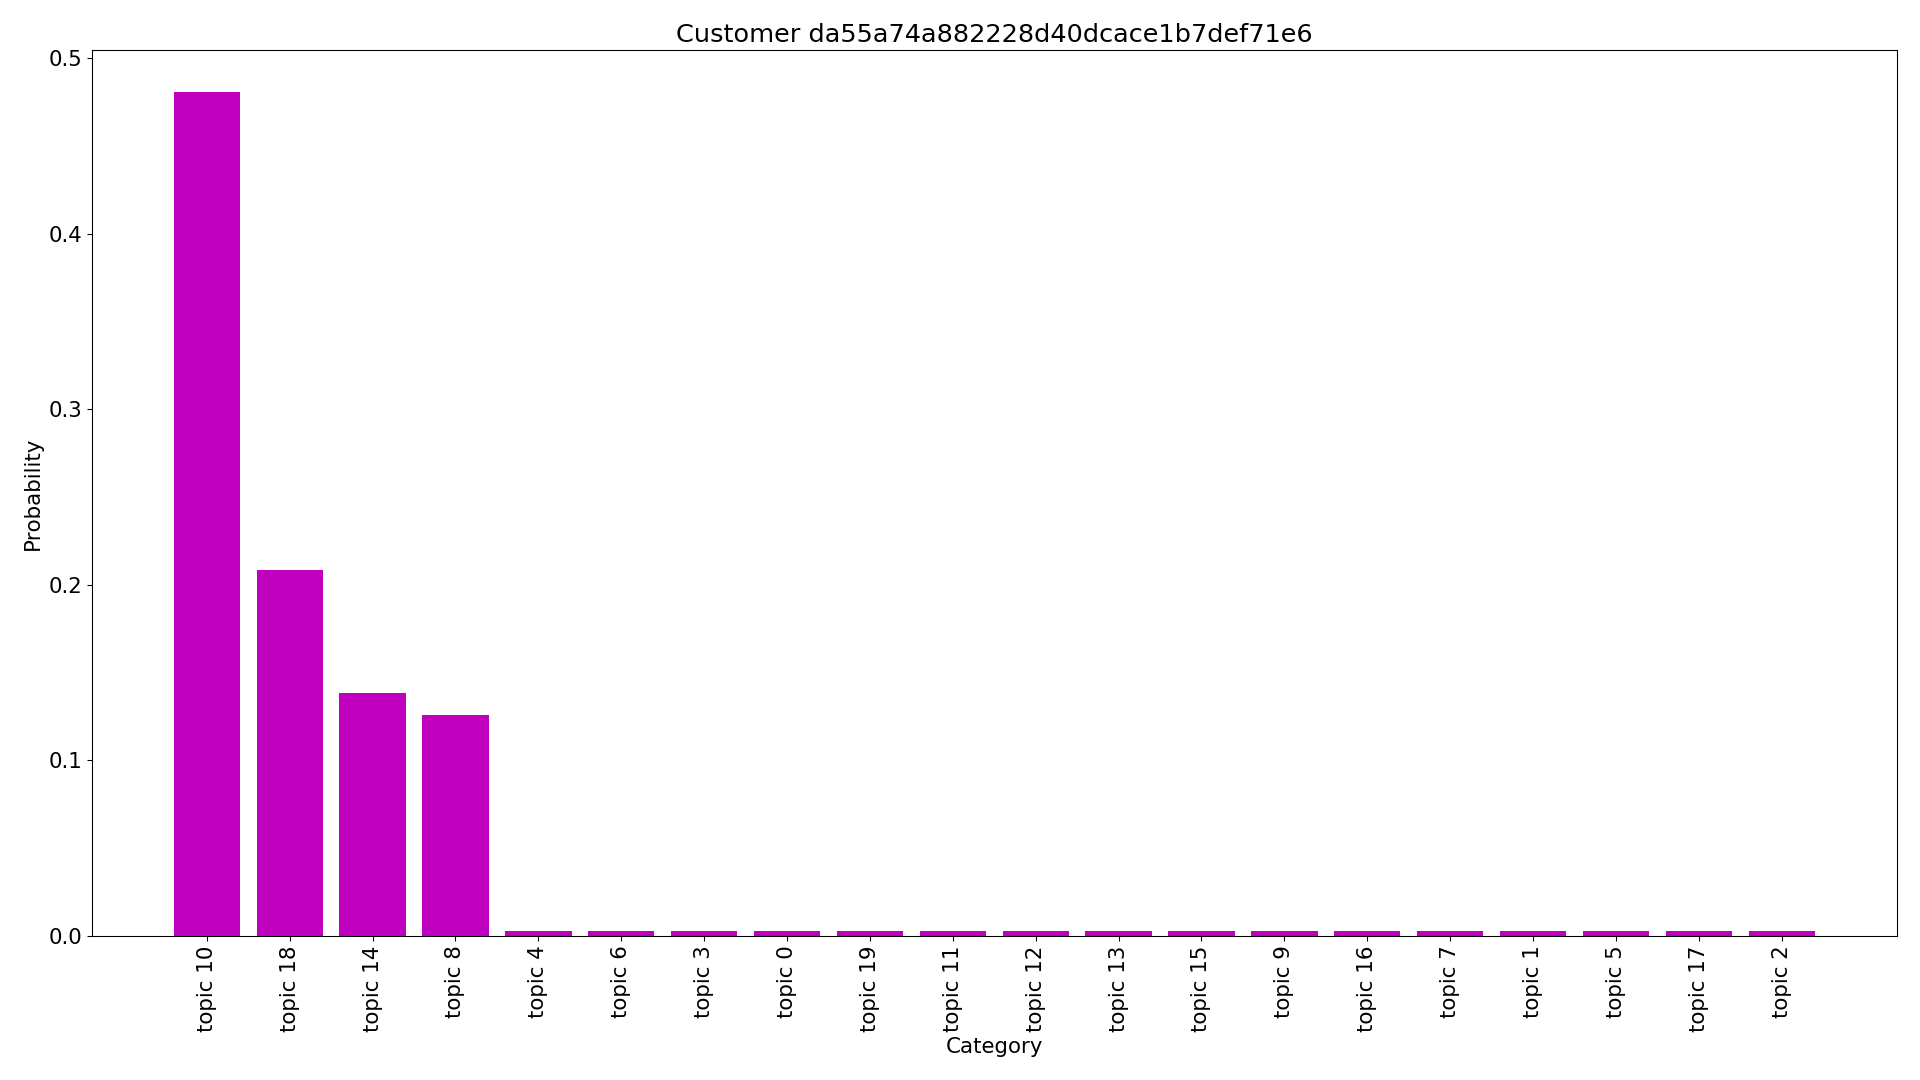 Customer da55a74a882228d40dcace1b7def71e6
Probability
0.5
0.4
0.3
0.2
0.1
0.0
topic 10
topic 18
topic 14
topic 8
topic 4
topic 6
topic 3
topic 0
topic 19
topic 11
topic 12
topic 13
topic 15
topic 9
topic 16
topic 7
topic 1
topic 5
topic 17
topic 2
Category